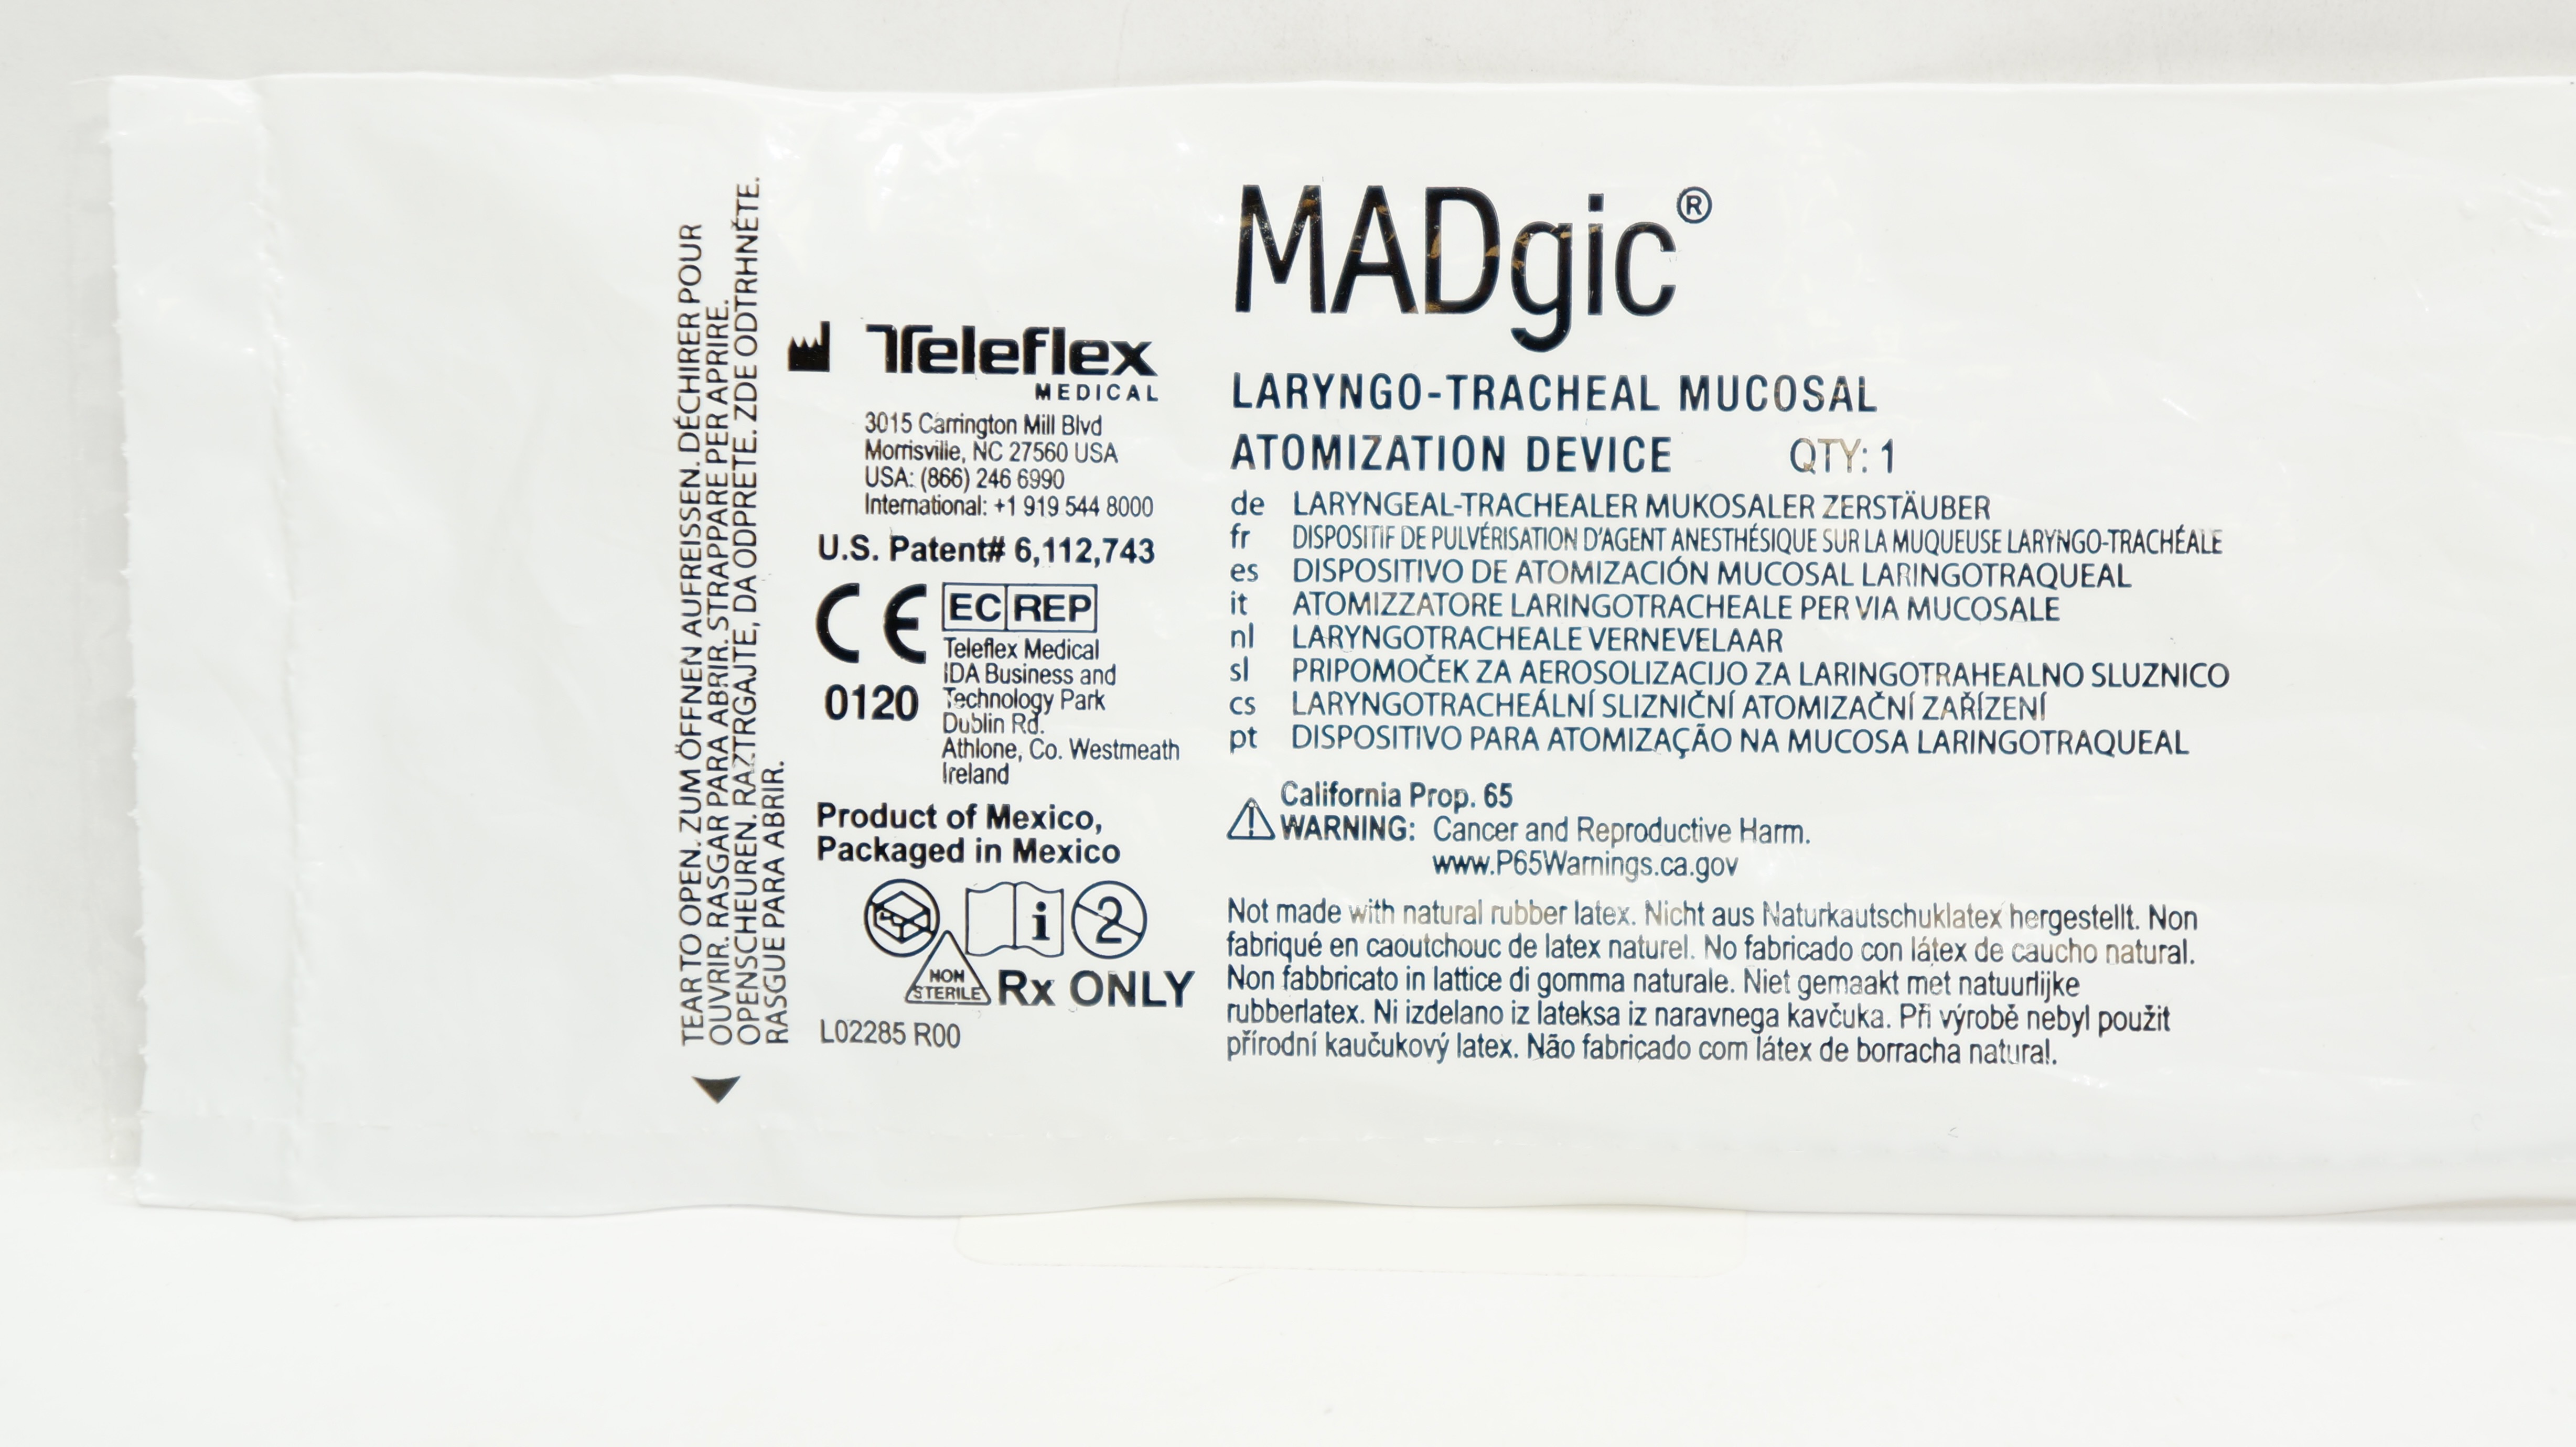 TEAR TO OPEN. ZUM ÖFFNEN AUFREISSEN. DÉCHIRER POUR
OUVRIR. RASGAR PARA ABRIR. STRAPPARE PER APRIRE.
OPENSCHEUREN. RAZTRGAJTE, DA ODPRETE. ZDE ODTRHNĚTE.
RASGUE PARA ABRIR.
Teleflex
MEDICAL
3015 Carrington Mill Blvd
Morrisville, NC 27560 USA
USA: (866) 246 6990
International: +1 919 544 8000
U.S. Patent# 6,112,743
CE
0120
EC REP
Teleflex Medical
IDA Business and
Technology Park
Dublin Rd.
Athlone, Co. Westmeath
Ireland
Product of Mexico,
Packaged in Mexico
i
2
NON
STERILE
Rx ONLY
L02285 R00
MADgic®
LARYNGO-TRACHEAL MUCOSAL
ATOMIZATION DEVICE QTY: 1
de LARYNGEAL-TRACHEALER MUKOSALER ZERSTÄUBER
fr DISPOSITIF DE PULVÉRISATION D'AGENT ANESTHÉSIQUE SUR LA MUQUEUSE LARYNGO-TRACHÉALE
es DISPOSITIVO DE ATOMIZACIÓN MUCOSAL LARINGOTRAQUEAL
it ATOMIZZATORE LARINGOTRACHEALE PER VIA MUCOSALE
nl LARYNGOTRACHEALE VERNEVELAAR
sl PRIPOMOČEK ZA AEROSOLIZACIJO ZA LARINGOTRAHEALNO SLUZNICO
cs LARYNGOTRACHEÁLNÍ SLIZNIČNÍ ATOMIZAČNÍ ZAŘÍZENÍ
pt DISPOSITIVO PARA ATOMIZAÇÃO NA MUCOSA LARINGOTRAQUEAL
California Prop. 65
WARNING: Cancer and Reproductive Harm.
www.P65Warnings.ca.gov
Not made with natural rubber latex. Nicht aus Naturkautschuklatex hergestellt. Non
fabriqué en caoutchouc de latex naturel. No fabricado con látex de caucho natural.
Non fabbricato in lattice di gomma naturale. Niet gemaakt met natuurlijke
rubberlatex. Ni izdelano iz lateksa iz naravnega kavčuka. Při výrobě nebyl použit
přírodní kaučukový latex. Não fabricado com látex de borracha natural.